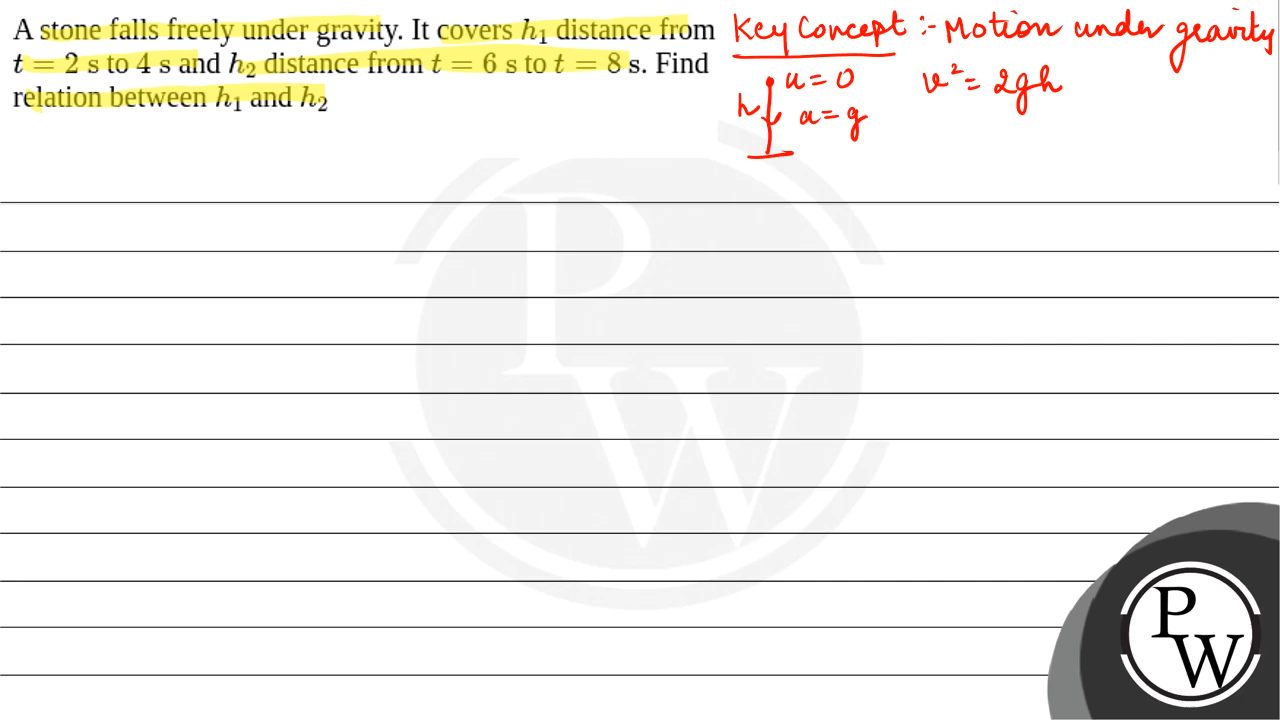 A stone falls freely under gravity. It covers h₁ distance from
t = 2 s to 4 s and h₂ distance from t = 6 s to t = 8 s. Find
relation between h₁ and h₂
Key Concept :- Motion under gravity
u = 0 v² = 2gh
h a = g
P
W
P
W